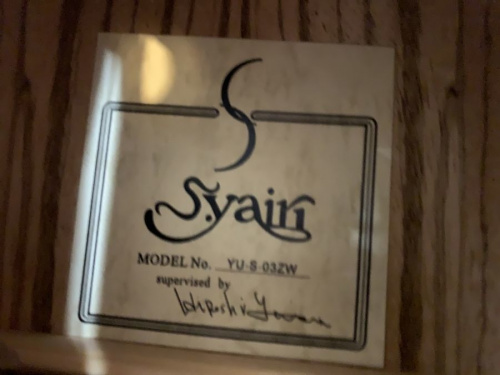 S.yairi
MODEL No. YU-S-03ZW
supervised by